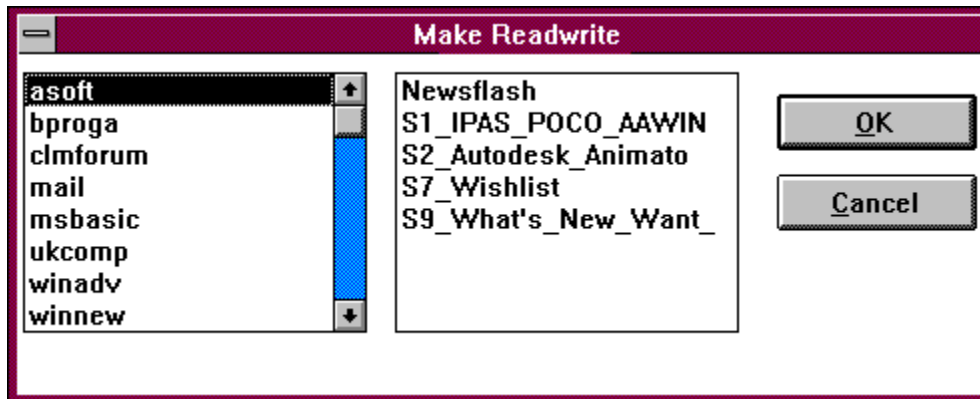 Make Readwrite
asoft
bproga
clmforum
mail
msbasic
ukcomp
winadv
winnew
Newsflash
S1_IPAS_POCO_AAWIN
S2_Autodesk_Animato
S7_Wishlist
S9_What's_New_Want_
OK
Cancel